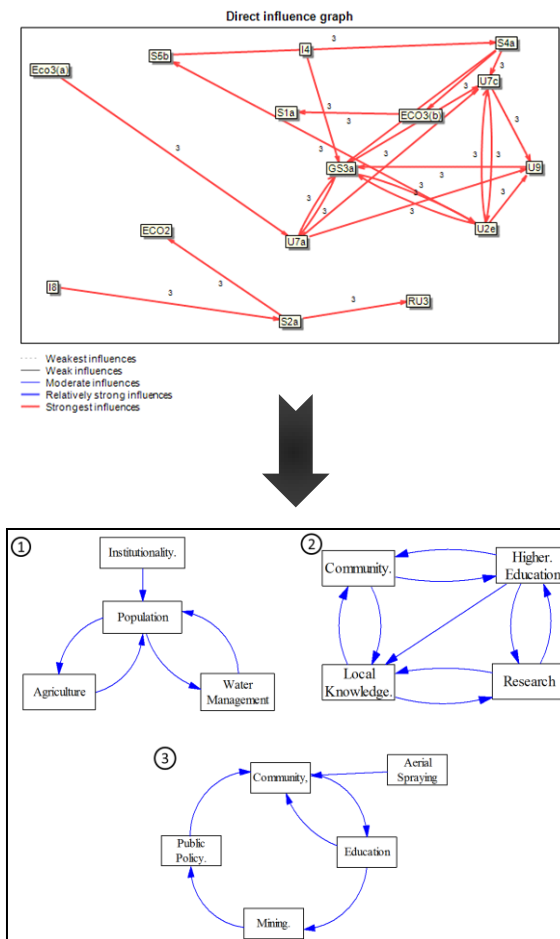 Direct influence graph
S4a
I4
3
S5b
Eco3(a)
U7c
3
3
S1a
3
ECO3(b)
3
3
3
3
3
3
GS3a
3
U9
3
3
3
3
3
ECO2
U2e
U7a
I8
3
3
RU3
S2a
Weakest influences
Weak influences
Moderate influences
Relatively strong influences
Strongest influences
1
Institutionality.
Population
Agriculture
Water
Management
2
Community.
Higher.
Education
Local
Knowledge.
Research
3
Community,
Aerial
Spraying
Public
Policy.
Education
Mining.